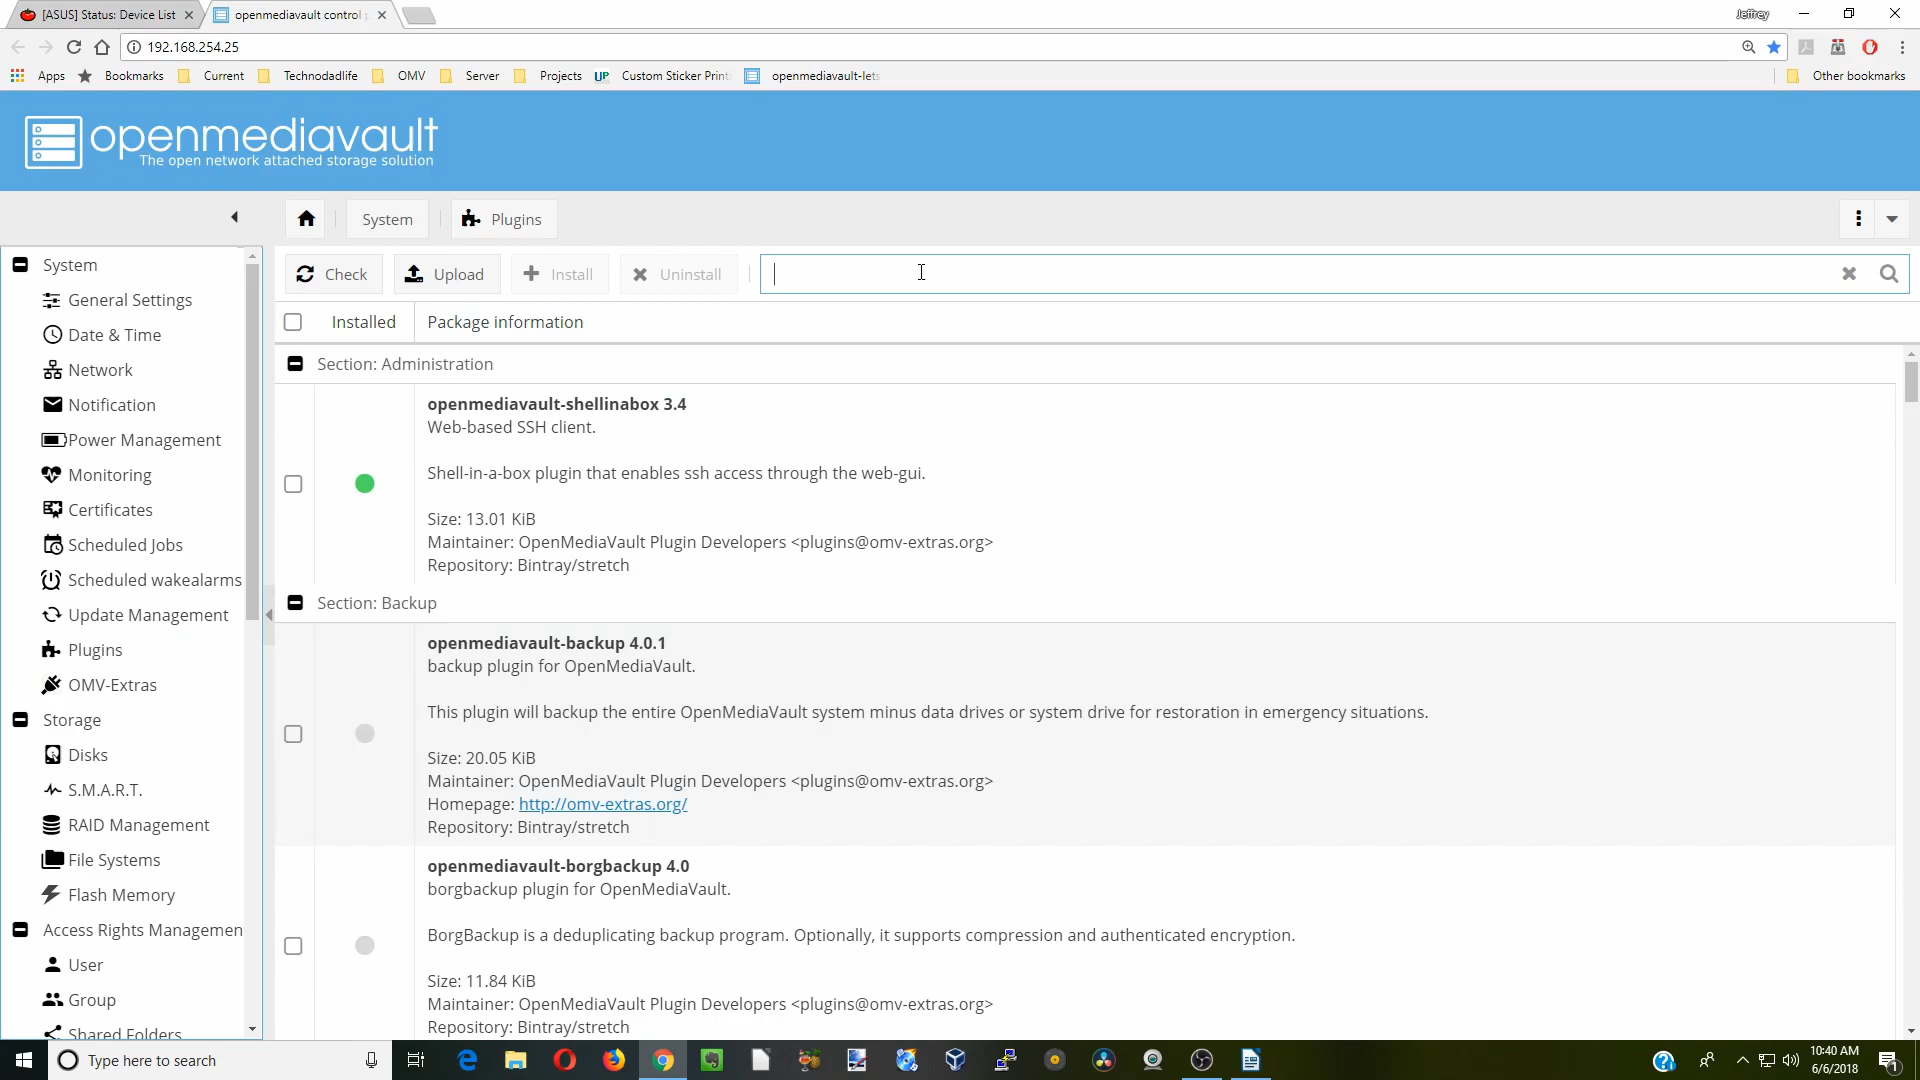 [ASUS] Status: Device List
openmediavault control p
Jeffrey
192.168.254.25
Apps
Bookmarks
Current
Technodadlife
OMV
Server
Projects
UP
Custom Sticker Print
openmediavault-lets
Other bookmarks
openmediavault
The open network attached storage solution
System
Plugins
System
General Settings
Date & Time
Network
Notification
Power Management
Monitoring
Certificates
Scheduled Jobs
Scheduled wakealarms
Update Management
Plugins
OMV-Extras
Storage
Disks
S.M.A.R.T.
RAID Management
File Systems
Flash Memory
Access Rights Managemen
User
Group
Shared Folders
Check
Upload
Install
Uninstall
Installed
Package information
Section: Administration
openmediavault-shellinabox 3.4
Web-based SSH client.
Shell-in-a-box plugin that enables ssh access through the web-gui.
Size: 13.01 KiB
Maintainer: OpenMediaVault Plugin Developers <plugins@omv-extras.org>
Repository: Bintray/stretch
Section: Backup
openmediavault-backup 4.0.1
backup plugin for OpenMediaVault.
This plugin will backup the entire OpenMediaVault system minus data drives or system drive for restoration in emergency situations.
Size: 20.05 KiB
Maintainer: OpenMediaVault Plugin Developers <plugins@omv-extras.org>
Homepage: http://omv-extras.org/
Repository: Bintray/stretch
openmediavault-borgbackup 4.0
borgbackup plugin for OpenMediaVault.
BorgBackup is a deduplicating backup program. Optionally, it supports compression and authenticated encryption.
Size: 11.84 KiB
Maintainer: OpenMediaVault Plugin Developers <plugins@omv-extras.org>
Repository: Bintray/stretch
Type here to search
10:40 AM
6/6/2018
1